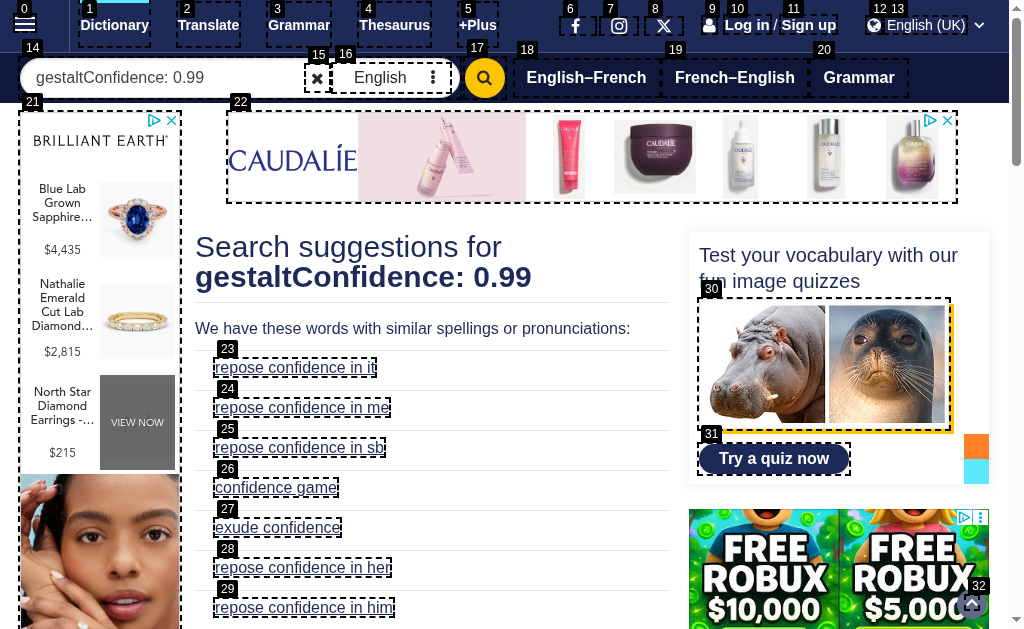 Dictionary
Translate
Grammar
Thesaurus
+Plus
Log in / Sign up
English (UK)
gestaltConfidence: 0.99
English
English–French
French–English
Grammar
BRILLIANT EARTH
Blue Lab
Grown
Sapphire…
$4,435
Nathalie
Emerald
Cut Lab
Diamond…
$2,815
North Star
Diamond
Earrings -…
$215
VIEW NOW
CAUDALÍE
Search suggestions for
gestaltConfidence: 0.99
We have these words with similar spellings or pronunciations:
repose confidence in it
repose confidence in me
repose confidence in sb
confidence game
exude confidence
repose confidence in her
repose confidence in him
Test your vocabulary with our
fun image quizzes
Try a quiz now
FREE
ROBUX
$10,000
FREE
ROBUX
$5,000
0
1
2
3
4
5
6
7
8
9
10
11
12
13
14
15
16
17
18
19
20
21
22
23
24
25
26
27
28
29
30
31
32